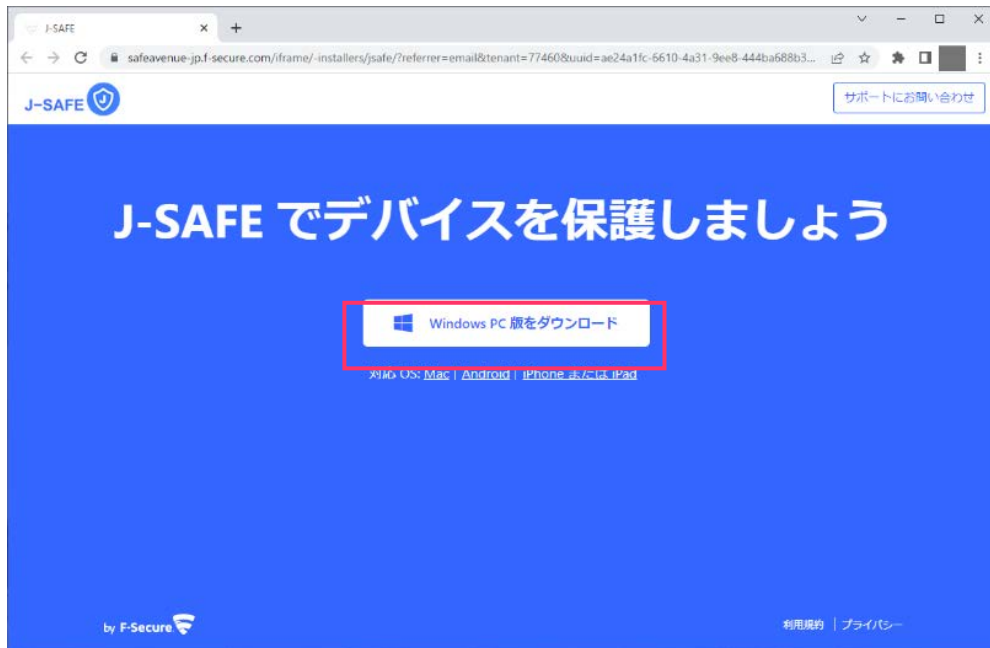 J-SAFE
safeavenue-jp.f-secure.com/iframe/-installers/jsafe/?referrer=email&tenant=77460&uuid=ae24a1fc-6610-4a31-9ee8-444ba688b3...
J-SAFE
サポートにお問い合わせ
J-SAFE でデバイスを保護しましょう
Windows PC 版をダウンロード
対応 OS: Mac | Android | iPhone または iPad
by F-Secure
利用規約 | プライバシー